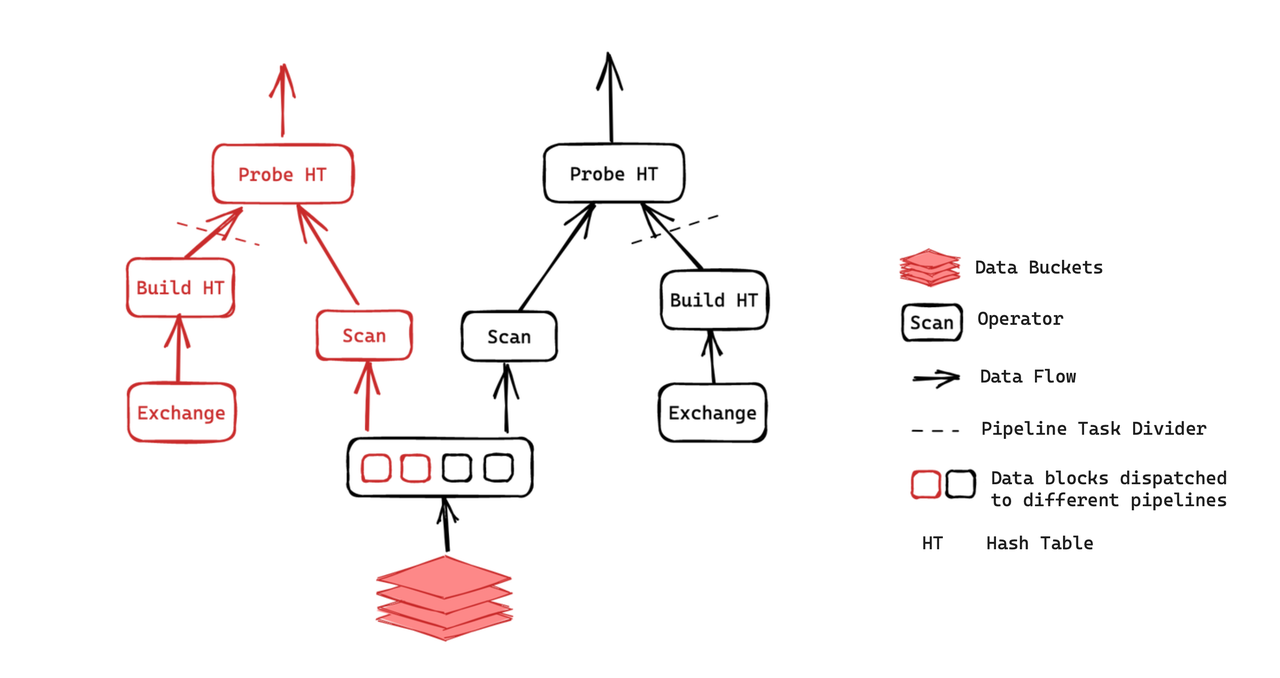 Probe HT
Probe HT
Build HT
Build HT
Scan
Scan
Exchange
Exchange
Data Buckets
Scan
Operator
Data Flow
Pipeline Task Divider
Data blocks dispatched
to different pipelines
HT
Hash Table